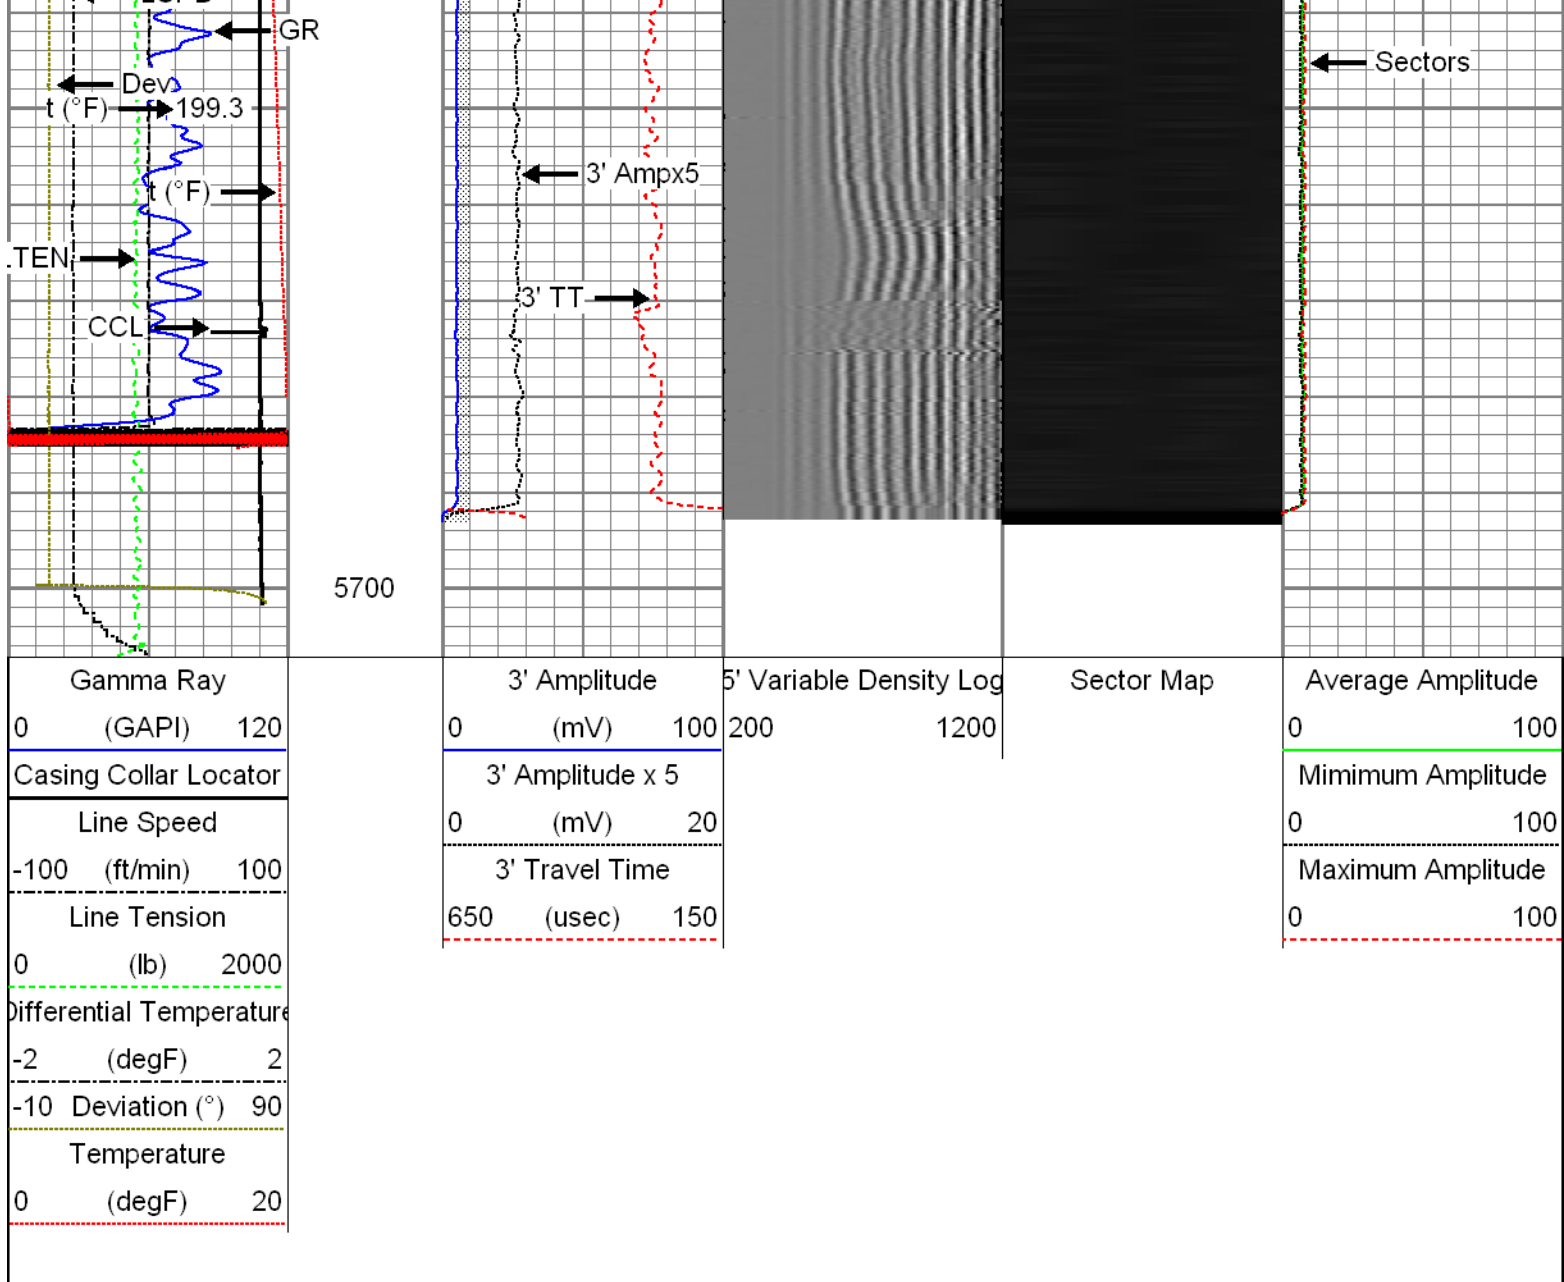 GR
Sectors
Dev
t (°F) 199.3
3' Ampx5
t (°F)
TEN
3' TT
CCL
5700
Gamma Ray
0 (GAPI) 120
Casing Collar Locator
Line Speed
-100 (ft/min) 100
Line Tension
0 (lb) 2000
Differential Temperature
-2 (degF) 2
-10 Deviation (°) 90
Temperature
0 (degF) 20
3' Amplitude
0 (mV) 100
3' Amplitude x 5
0 (mV) 20
3' Travel Time
650 (usec) 150
5' Variable Density Log
200 1200
Sector Map
Average Amplitude
0 100
Mimimum Amplitude
0 100
Maximum Amplitude
0 100